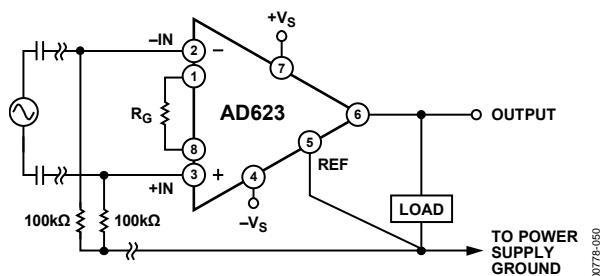 +VS
–IN
2
–
7
1
RG
AD623
6
OUTPUT
8
5
REF
3
+
4
+IN
–VS
100kΩ
100kΩ
LOAD
TO POWER
SUPPLY
GROUND
00778-050